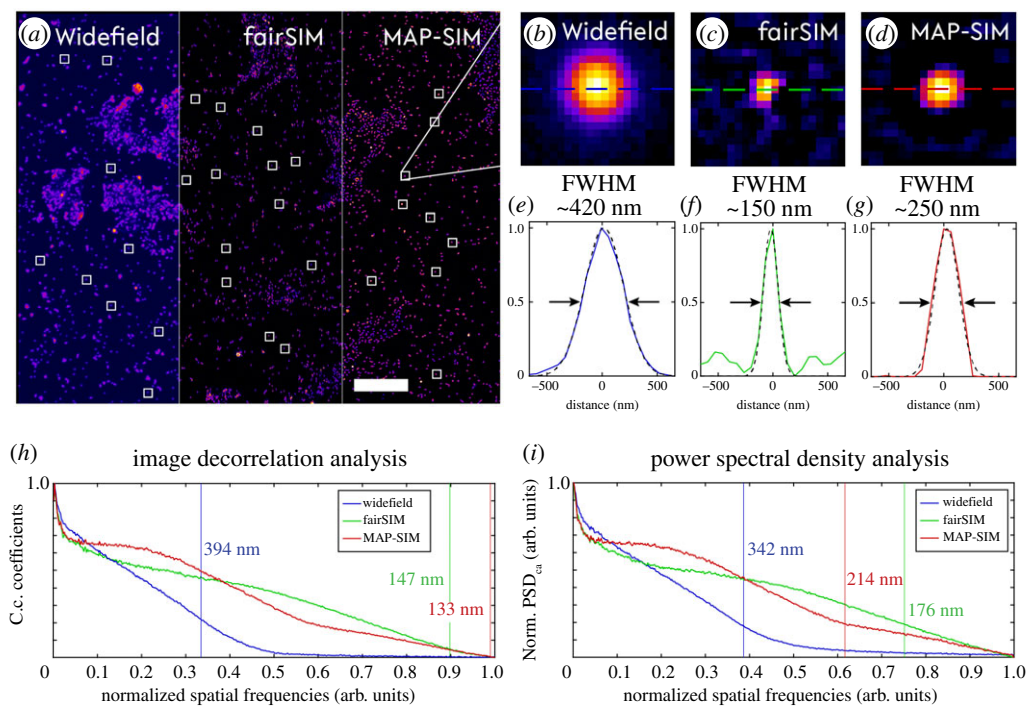 (a) Widefield fairSIM MAP-SIM
(b) Widefield (c) fairSIM (d) MAP-SIM
FWHM FWHM FWHM
(e) ~420 nm (f) ~150 nm (g) ~250 nm
1.0 1.0 1.0
0.5 0.5 0.5
0 0 0
−500 0 500 −500 0 500 −500 0 500
distance (nm) distance (nm) distance (nm)
(h) image decorrelation analysis
1.0
C.c. coefficients
widefield
fairSIM
MAP-SIM
394 nm
147 nm
133 nm
0 0.1 0.2 0.3 0.4 0.5 0.6 0.7 0.8 0.9 1.0
normalized spatial frequencies (arb. units)
(i) power spectral density analysis
1.0
Norm. PSDca (arb. units)
widefield
fairSIM
MAP-SIM
342 nm
214 nm
176 nm
0 0.1 0.2 0.3 0.4 0.5 0.6 0.7 0.8 0.9 1.0
normalized spatial frequencies (arb. units)